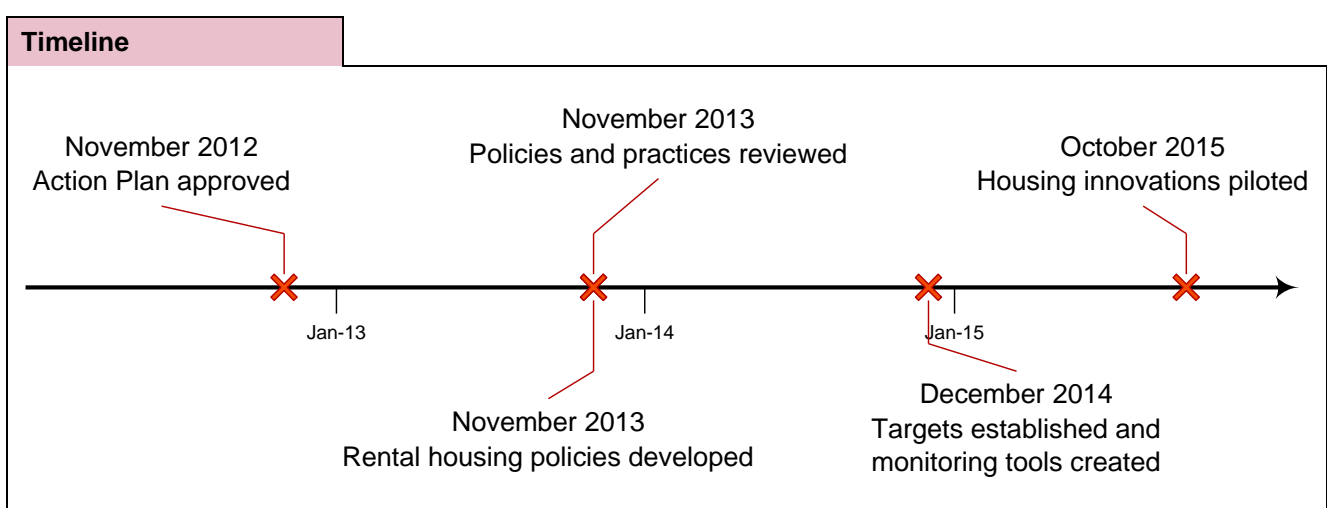 Timeline
November 2012
Action Plan approved
November 2013
Policies and practices reviewed
October 2015
Housing innovations piloted
Jan-13
Jan-14
Jan-15
November 2013
Rental housing policies developed
December 2014
Targets established and
monitoring tools created